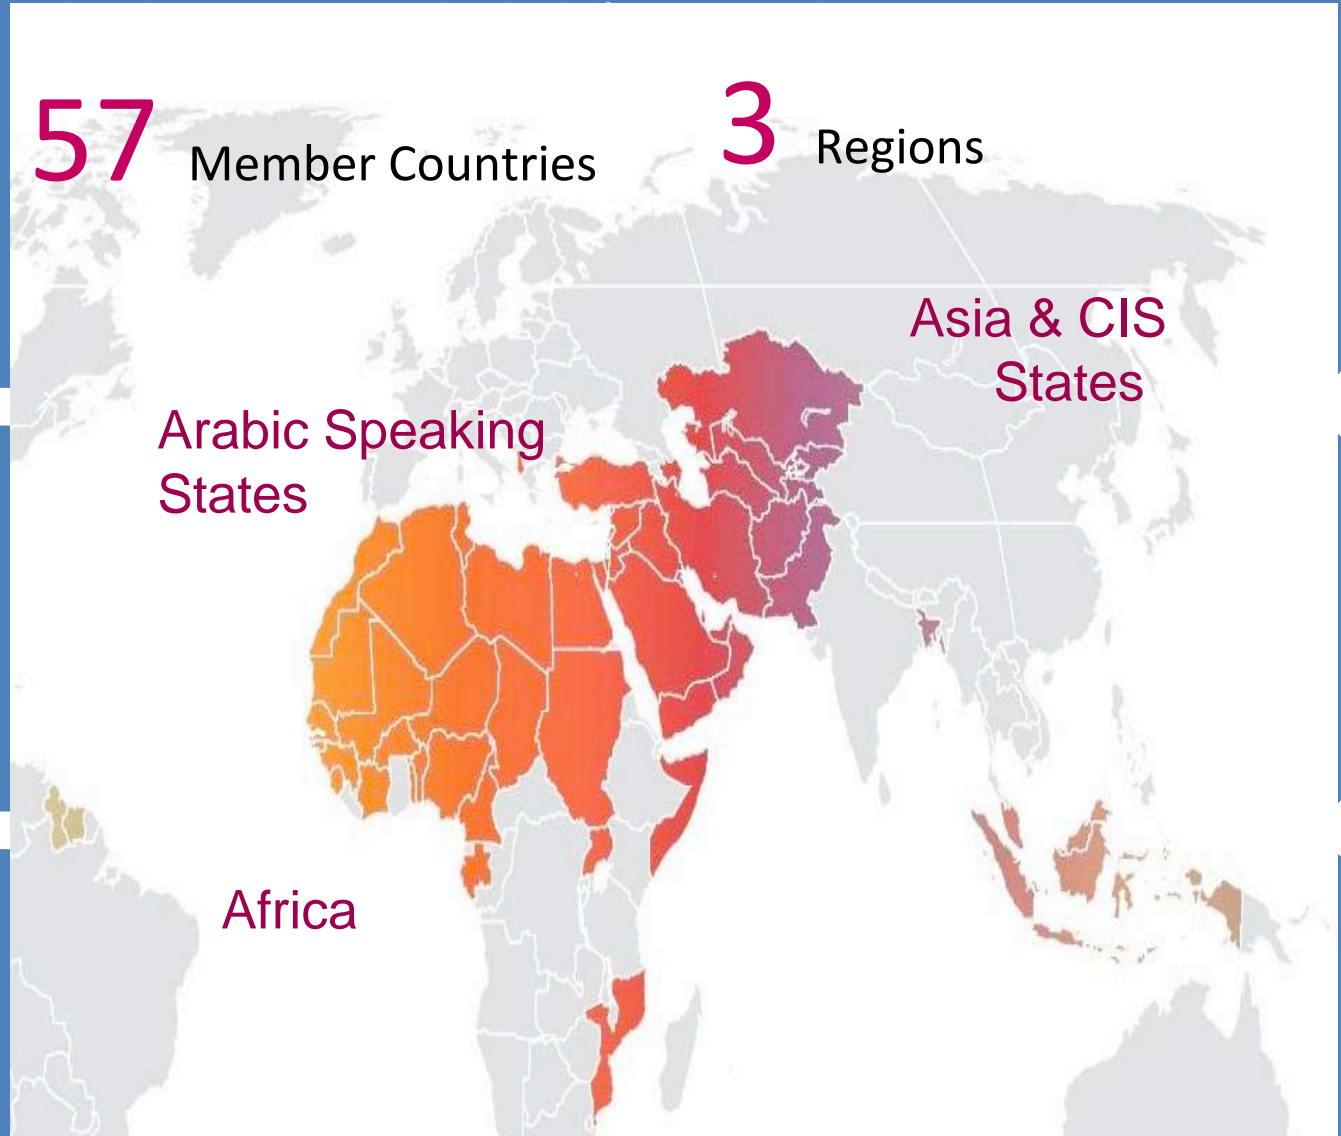 57 Member Countries
3 Regions
Asia & CIS
States
Arabic Speaking
States
Africa